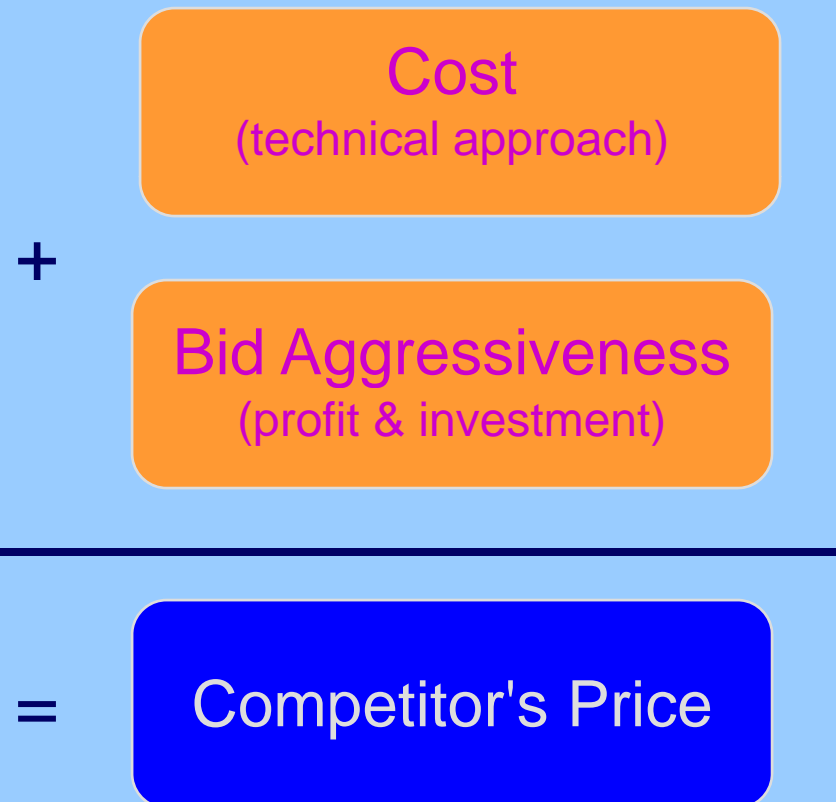 Cost
(technical approach)
+
Bid Aggressiveness
(profit & investment)
=
Competitor's Price